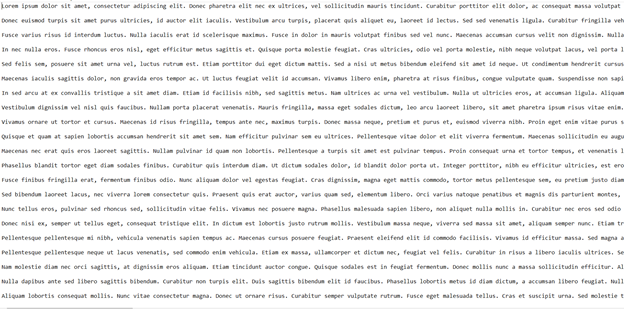 Lorem ipsum dolor sit amet, consectetur adipiscing elit. Donec pharetra elit nec ex ultrices, vel sollicitudin mauris tincidunt. Curabitur porttitor elit dolor, ac consequat massa volutpat
Donec euismod turpis sit amet purus ultricies, id auctor elit iaculis. Vestibulum arcu turpis, placerat quis aliquet eu, laoreet id lectus. Sed sed venenatis ligula. Curabitur fringilla veh
Fusce varius risus id interdum luctus. Nulla iaculis erat id scelerisque maximus. Fusce in dolor in mauris volutpat finibus sed vel nunc. Maecenas accumsan cursus velit non dignissim. Nulla
In nec nulla eros. Fusce rhoncus eros nisl, eget efficitur metus sagittis et. Quisque porta molestie feugiat. Cras ultricies, odio vel porta molestie, nibh neque volutpat lacus, vel porta l
Sed felis sem, posuere sit amet urna vel, luctus rutrum est. Etiam porttitor dui eget dictum mattis. Sed a nisi ut metus bibendum eleifend sit amet id neque. Ut condimentum hendrerit cursus
Maecenas iaculis sagittis dolor, non gravida eros tempor ac. Ut luctus feugiat velit id accumsan. Vivamus libero enim, pharetra at risus finibus, congue vulputate quam. Suspendisse non sapi
In sed arcu at ex convallis tristique a sit amet diam. Etiam id facilisis nibh, sed sagittis metus. Nam ultrices ac urna vel vestibulum. Nulla ut ultricies eros, at accumsan ligula. Aliquam
Vestibulum dignissim vel nisl quis faucibus. Nullam porta placerat venenatis. Mauris fringilla, massa eget sodales dictum, leo arcu laoreet libero, sit amet pharetra ipsum risus vitae enim.
Vivamus ornare ut tortor et cursus. Maecenas id risus fringilla, tempus ante nec, maximus turpis. Donec massa neque, pretium et purus et, euismod viverra nibh. Proin eget enim vitae purus s
Quisque et quam at sapien lobortis accumsan hendrerit sit amet sem. Nam efficitur pulvinar sem eu ultrices. Pellentesque vitae dolor et elit viverra fermentum. Maecenas sollicitudin eu augu
Maecenas nec erat quis eros laoreet sagittis. Nullam pulvinar id quam non lobortis. Pellentesque a turpis sit amet est pulvinar tempus. Proin consequat urna et tortor tempus, et venenatis l
Phasellus blandit tortor eget diam sodales finibus. Curabitur quis interdum diam. Ut dictum sodales dolor, id blandit dolor porta ut. Integer porttitor, nibh eu efficitur ultricies, est ero
Fusce finibus fringilla erat, fermentum finibus odio. Nunc aliquam dolor vel egestas feugiat. Cras dignissim, magna eget mattis commodo, tortor metus pellentesque sem, eu pretium justo diam
Sed bibendum laoreet lacus, nec viverra lorem consectetur quis. Praesent quis erat auctor, varius quam sed, elementum libero. Orci varius natoque penatibus et magnis dis parturient montes,
Nunc tellus eros, pulvinar sed rhoncus sed, sollicitudin vitae felis. Vivamus nec posuere magna. Phasellus malesuada sapien libero, non aliquet nulla mollis in. Curabitur nec eros sed odio
Donec nisi ex, semper ut tellus eget, consequat tristique elit. In dictum est lobortis justo rutrum mollis. Vestibulum massa neque, viverra sed massa sit amet, aliquam semper nunc. Etiam tr
Pellentesque pellentesque mi nibh, vehicula venenatis sapien tempus ac. Maecenas cursus posuere feugiat. Praesent eleifend elit id commodo facilisis. Vivamus id efficitur massa. Sed magna a
Pellentesque pellentesque neque ut lacus venenatis, sed commodo enim vehicula. Etiam ex massa, ullamcorper et dictum nec, feugiat vel felis. Curabitur in risus a libero iaculis ultrices. Se
Nam molestie diam nec orci sagittis, at dignissim eros aliquam. Etiam tincidunt auctor congue. Quisque sodales est in feugiat fermentum. Donec mollis nunc a massa sollicitudin efficitur. Al
Nulla dapibus ante sed libero sagittis bibendum. Curabitur non turpis elit. Duis sagittis bibendum elit id faucibus. Phasellus lobortis metus id diam dictum, a accumsan libero feugiat. Null
Aliquam lobortis consequat mollis. Nunc vitae consectetur magna. Donec ut ornare risus. Curabitur semper vulputate rutrum. Fusce eget malesuada tellus. Cras et suscipit urna. Sed molestie t